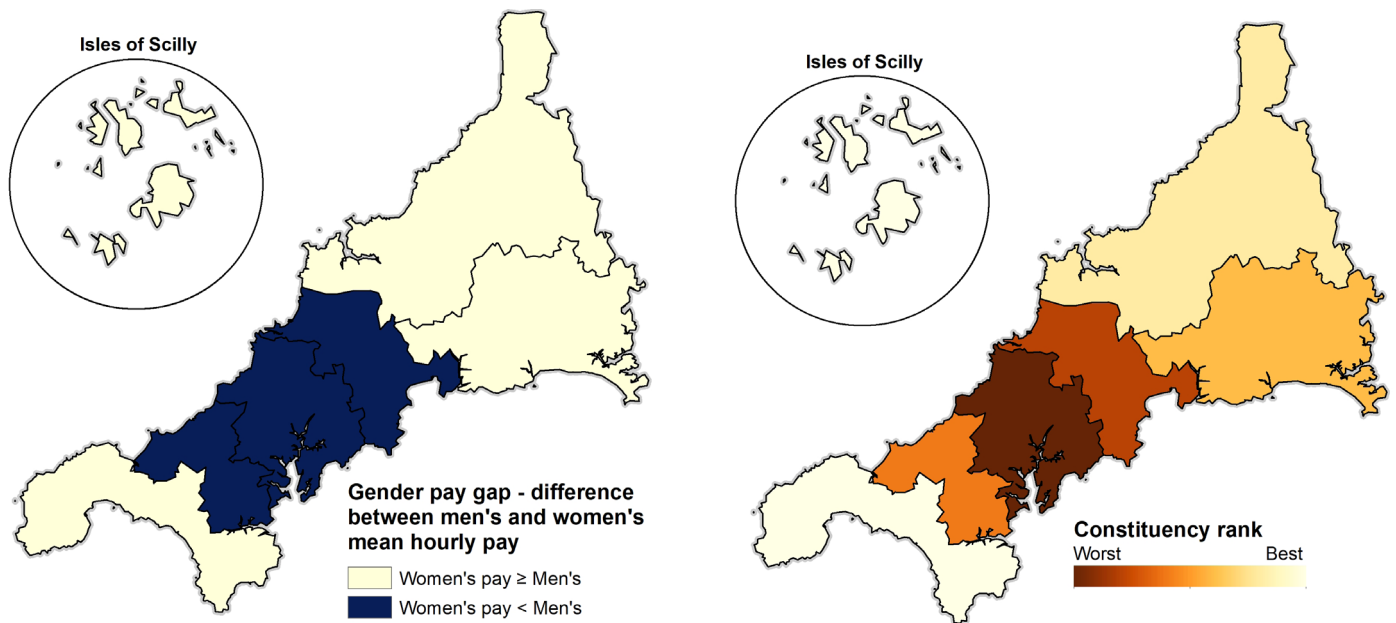 Isles of Scilly
Gender pay gap - difference
between men's and women's
mean hourly pay
Women's pay ≥ Men's
Women's pay < Men's
Isles of Scilly
Constituency rank
Worst Best